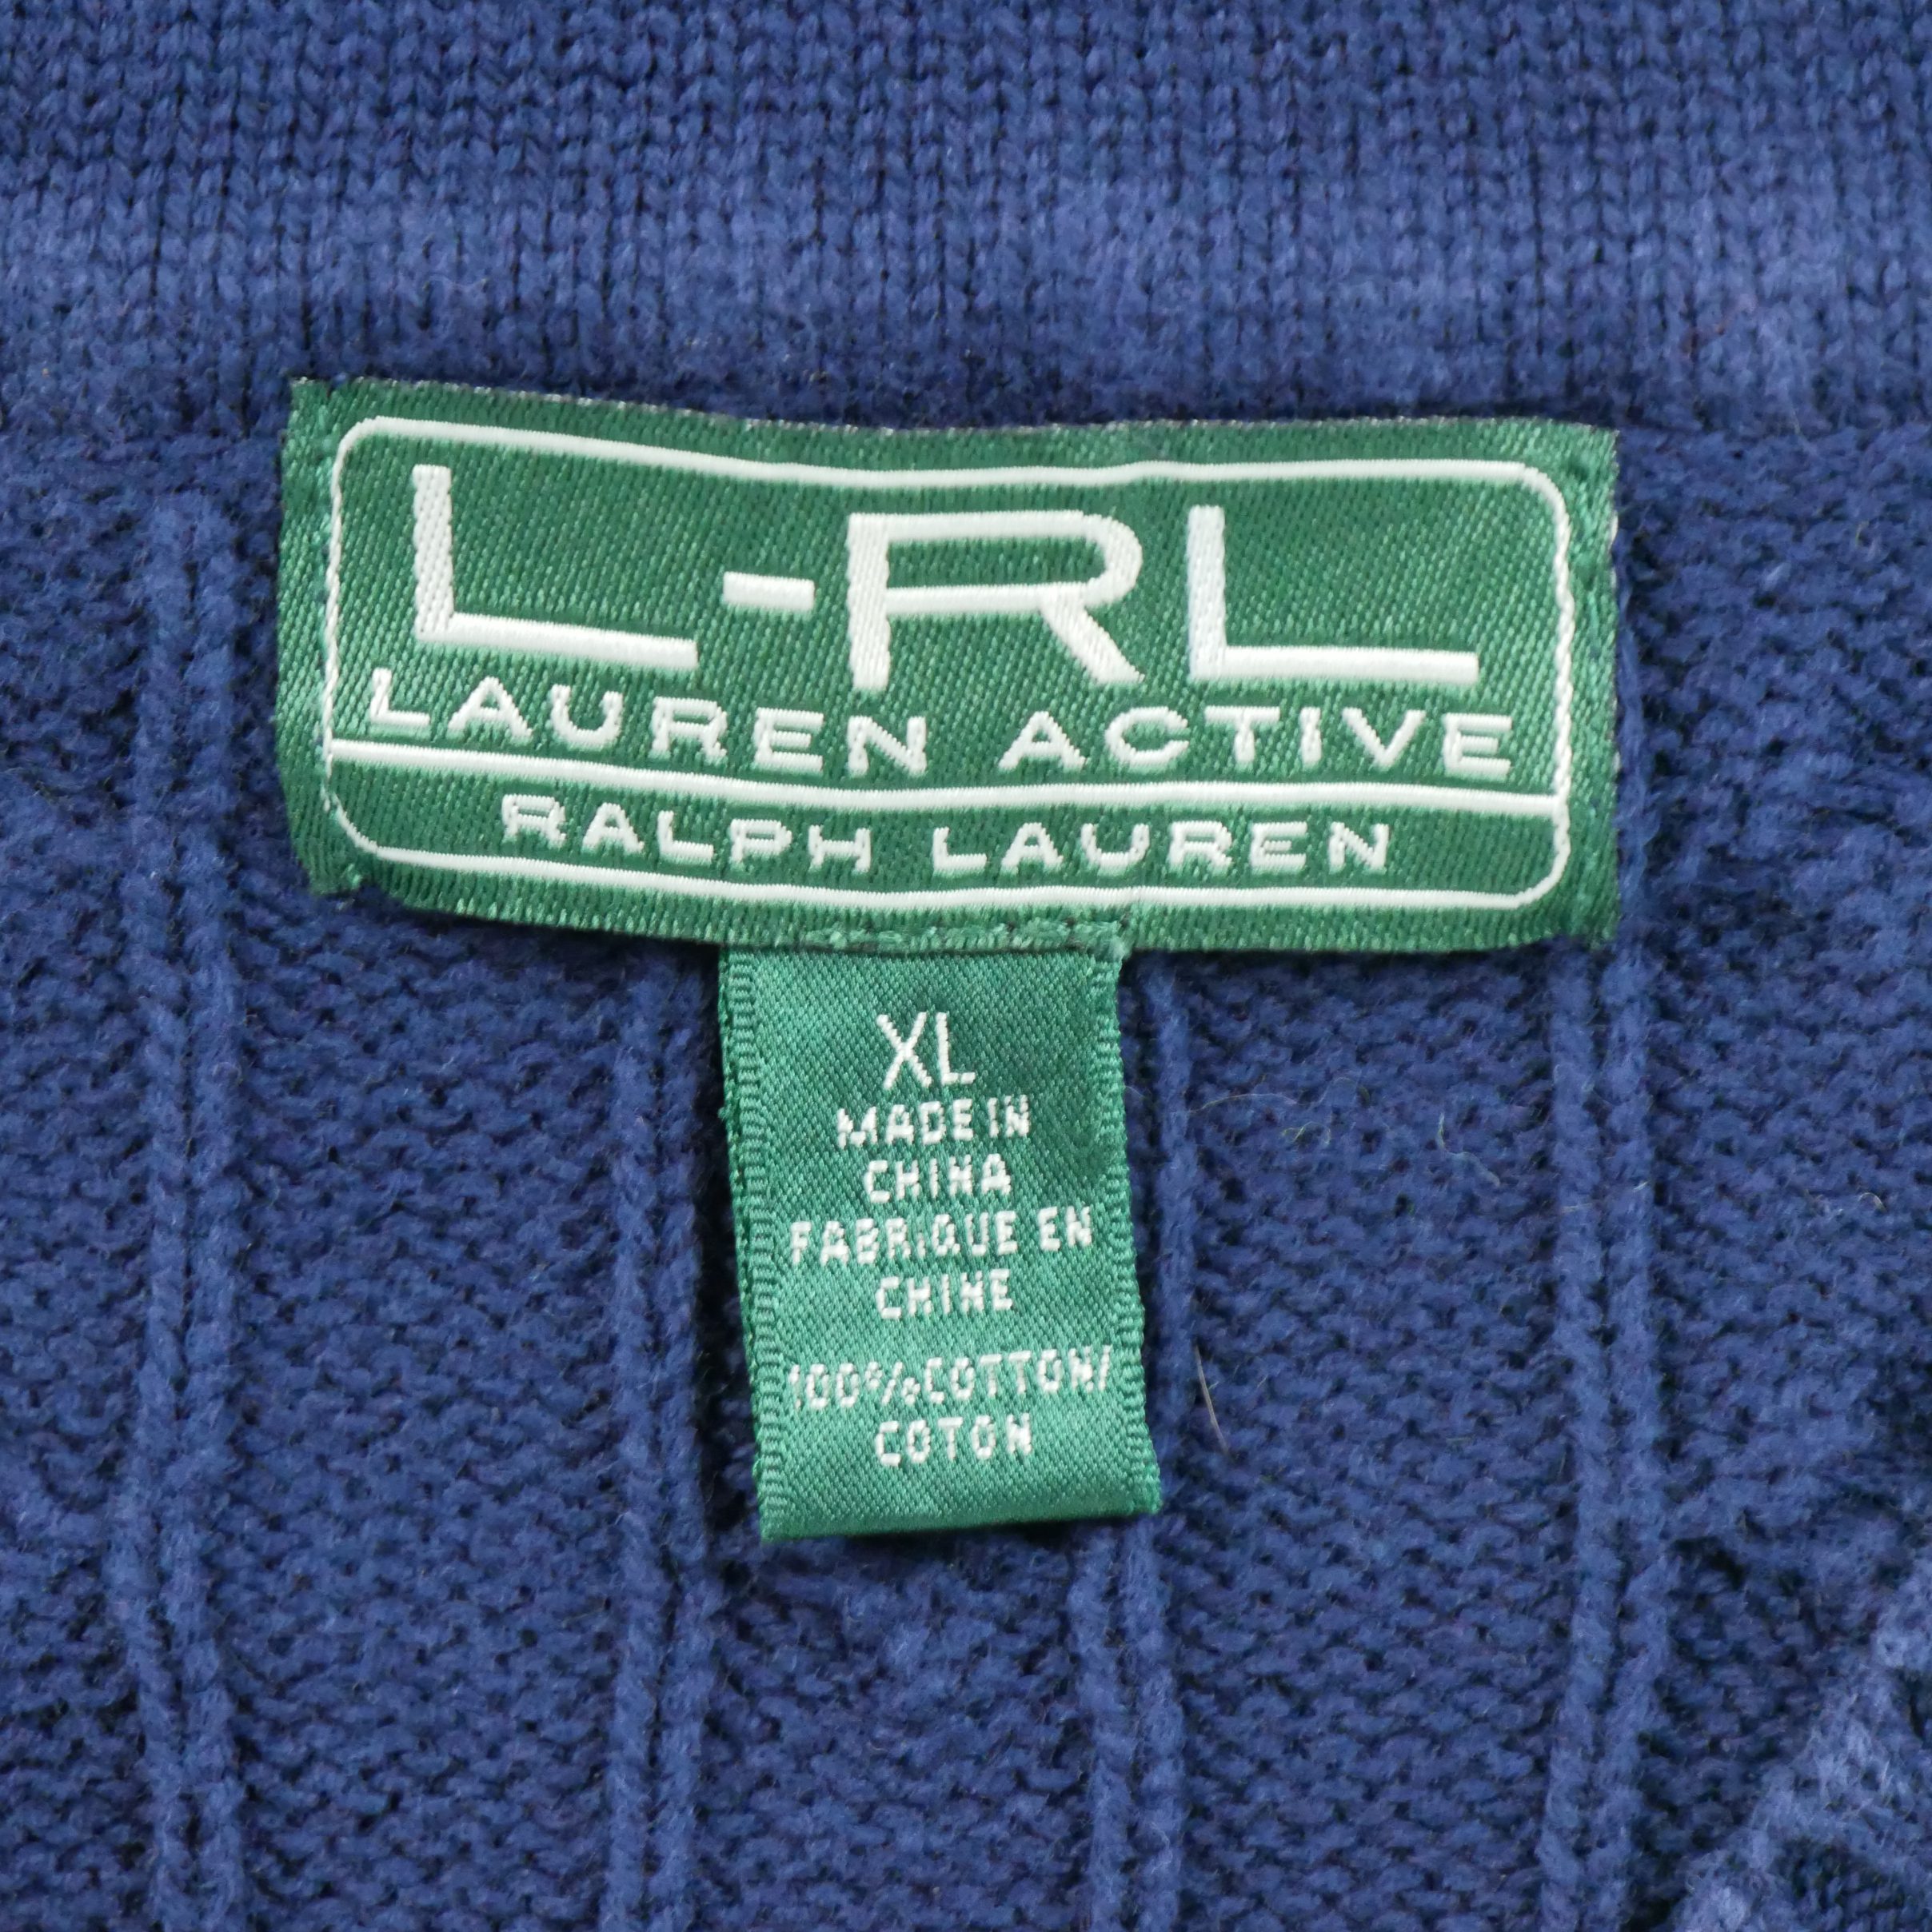 L-RL
LAUREN ACTIVE
RALPH LAUREN
XL
MADE IN
CHINA
FABRIQUE EN
CHINE
100% COTTON/
COTON